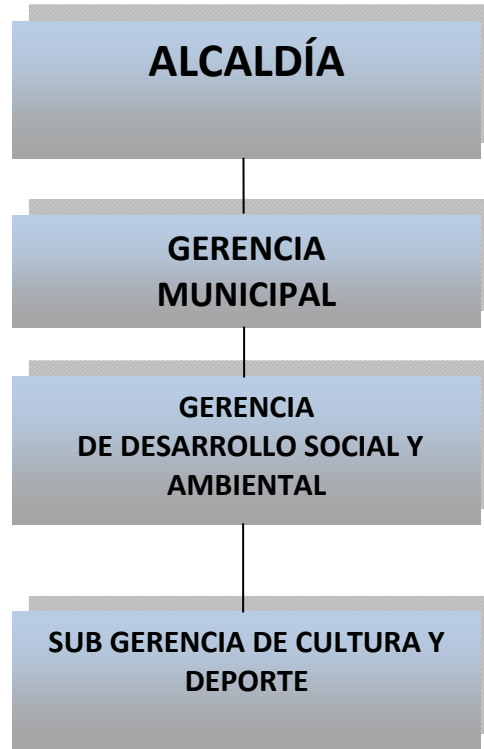 ALCALDÍA
GERENCIA
MUNICIPAL
GERENCIA
DE DESARROLLO SOCIAL Y
AMBIENTAL
SUB GERENCIA DE CULTURA Y
DEPORTE